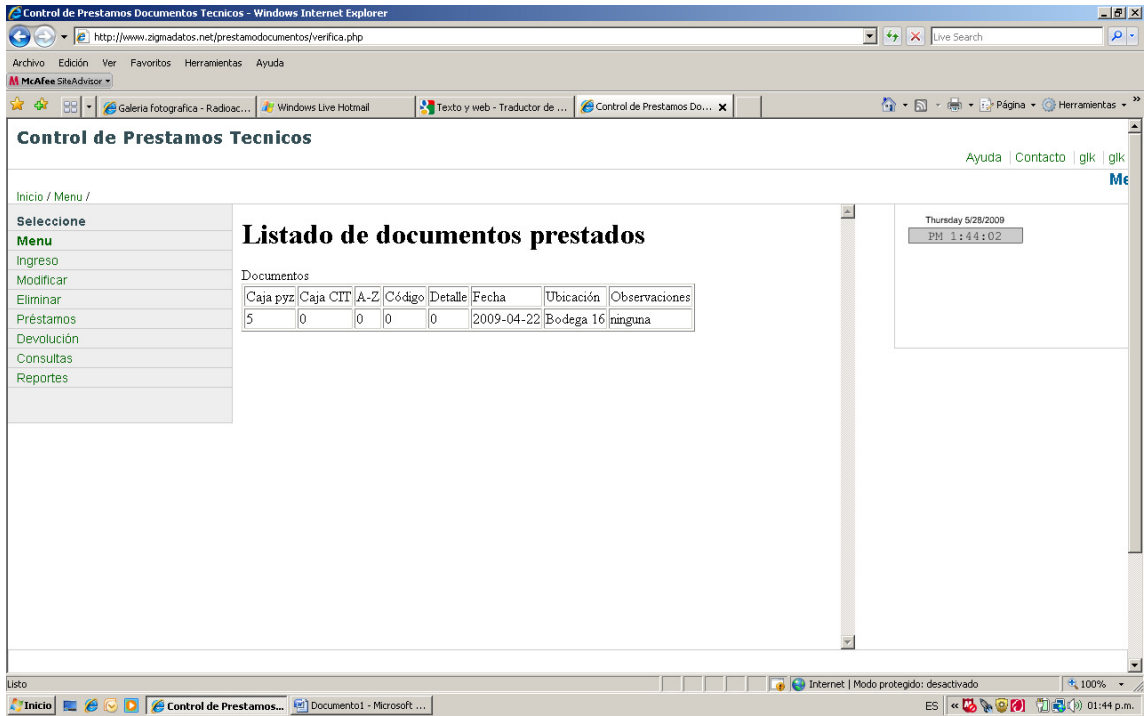 Control de Prestamos Documentos Tecnicos - Windows Internet Explorer
http://www.zigmadatos.net/prestamodocumentos/verifica.php
Live Search
Archivo Edición Ver Favoritos Herramientas Ayuda
McAfee SiteAdvisor
Galeria fotografica - Radioac... Windows Live Hotmail Texto y web - Traductor de ... Control de Prestamos Do... Página Herramientas
Control de Prestamos Tecnicos
Ayuda | Contacto | glk | glk
Me
Inicio / Menu /
Seleccione
Menu
Ingreso
Modificar
Eliminar
Préstamos
Devolución
Consultas
Reportes
Listado de documentos prestados
Documentos
Caja pyz Caja CIT A-Z Código Detalle Fecha Ubicación Observaciones
5 0 0 0 0 2009-04-22 Bodega 16 ninguna
Thursday 5/28/2009
PM 1:44:02
Listo
Internet | Modo protegido: desactivado
100%
Inicio Control de Prestamos... Documento1 - Microsoft ... ES 01:44 p.m.